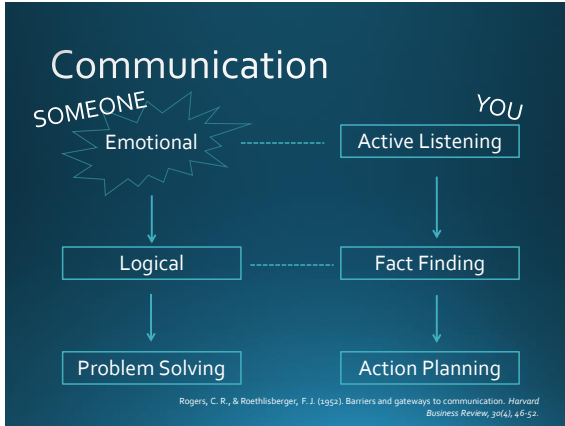 Communication
SOMEONE
YOU
Emotional
Active Listening
Logical
Fact Finding
Problem Solving
Action Planning
Rogers, C. R., & Roethlisberger, F. J. (1952). Barriers and gateways to communication. Harvard
Business Review, 30(4), 46-52.